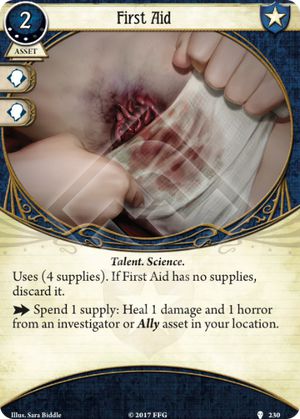 2
First Aid
ASSET
Talent. Science.
Uses (4 supplies). If First Aid has no supplies,
discard it.
Spend 1 supply: Heal 1 damage and 1 horror
from an investigator or Ally asset in your location.
Illus. Sara Biddle
© 2017 FFG
230